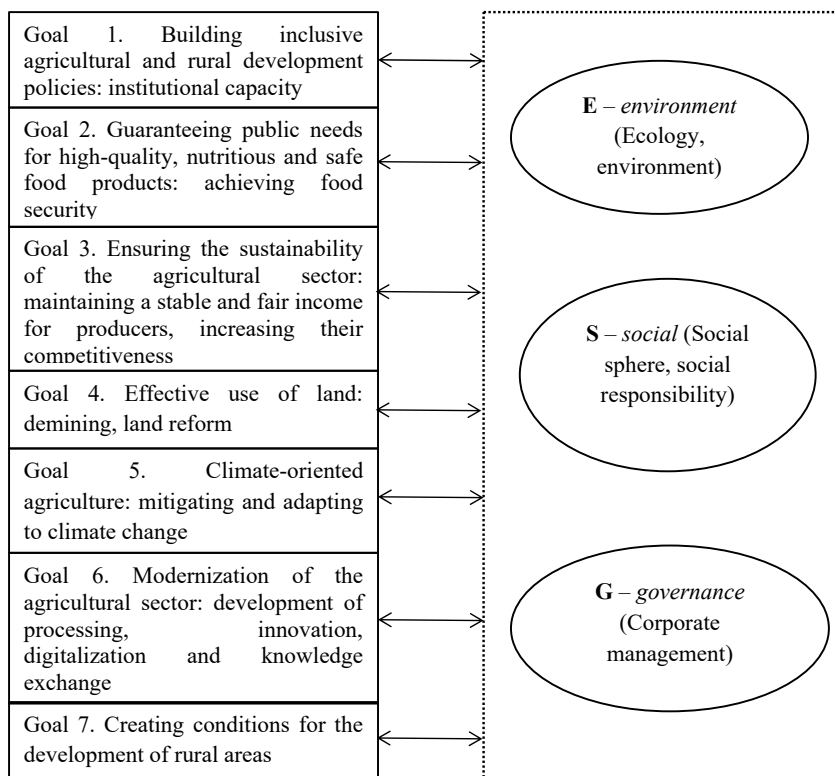 Goal 1. Building inclusive
agricultural and rural development
policies: institutional capacity
Goal 2. Guaranteeing public needs
for high-quality, nutritious and safe
food products: achieving food
security
Goal 3. Ensuring the sustainability
of the agricultural sector:
maintaining a stable and fair income
for producers, increasing their
competitiveness
Goal 4. Effective use of land:
demining, land reform
Goal 5. Climate-oriented
agriculture: mitigating and adapting
to climate change
Goal 6. Modernization of the
agricultural sector: development of
processing, innovation,
digitalization and knowledge
exchange
Goal 7. Creating conditions for the
development of rural areas
E – environment
(Ecology,
environment)
S – social (Social
sphere, social
responsibility)
G – governance
(Corporate
management)